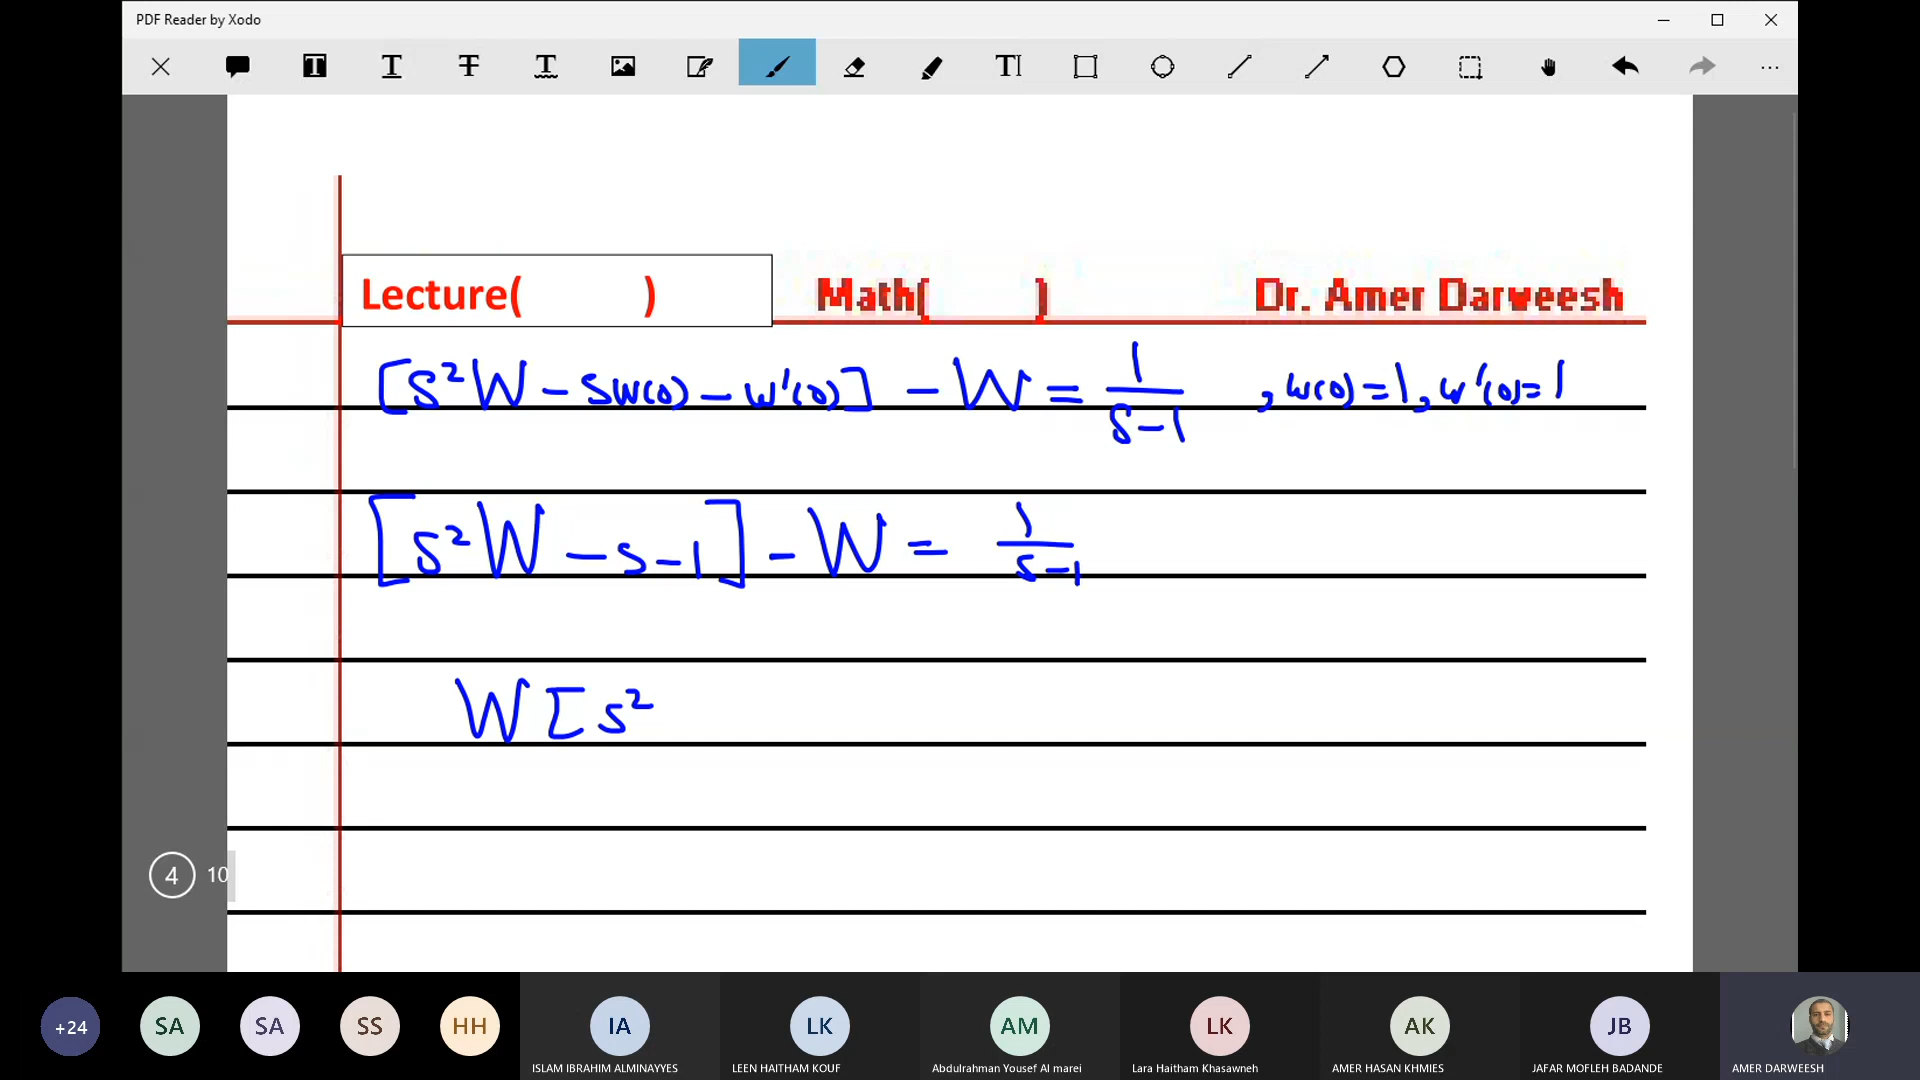 PDF Reader by Xodo
Lecture( ) Math( ) Dr. Amer Darweesh
[s²W - sw(0) - w'(0)] - W = 1/(s-1) , w(0)=1, w'(0)=1
[s²W - s - 1] - W = 1/(s-1)
W [s²
4 10
+24 SA SA SS HH IA LK AM LK AK JB
ISLAM IBRAHIM ALMINAYYES LEEN HAITHAM KOUF Abdulrahman Yousef Al marei Lara Haitham Khasawneh AMER HASAN KHMIES JAFAR MOFLEH BADANDE AMER DARWEESH